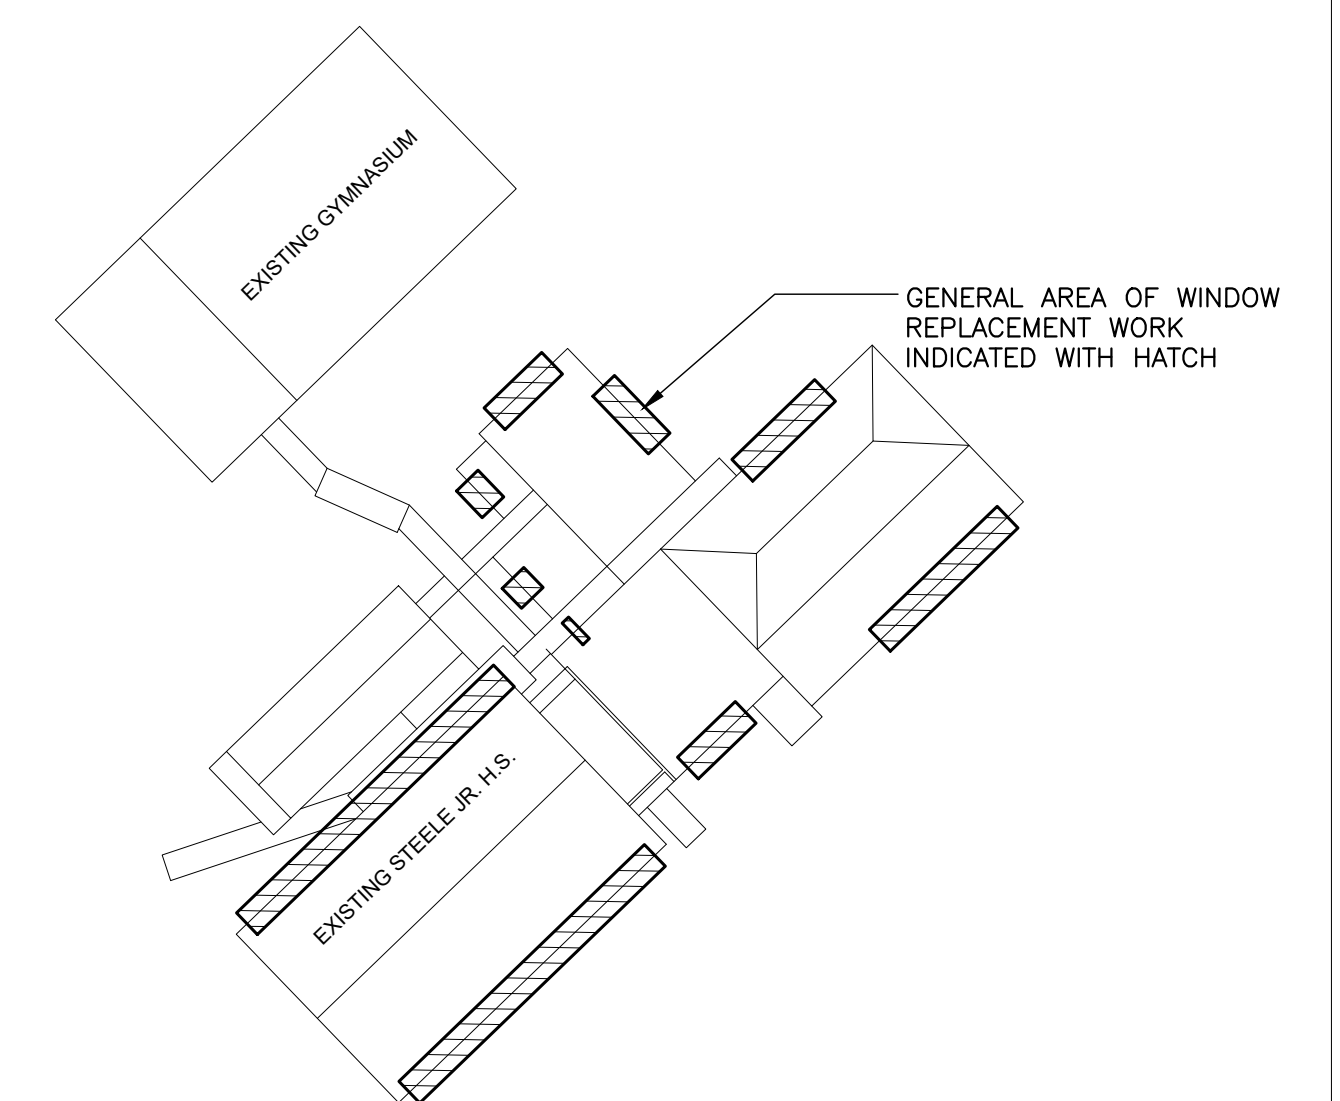 EXISTING GYMNASIUM
GENERAL AREA OF WINDOW
REPLACEMENT WORK
INDICATED WITH HATCH
EXISTING STEELE JR. H.S.